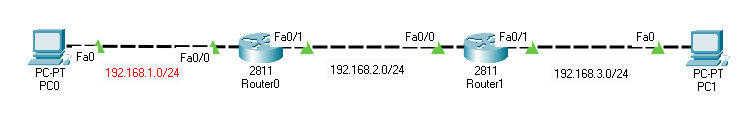 Fa0
PC-PT
PC0
192.168.1.0/24
Fa0/0
Fa0/1
2811
Router0
192.168.2.0/24
Fa0/0
Fa0/1
2811
Router1
192.168.3.0/24
Fa0
PC-PT
PC1